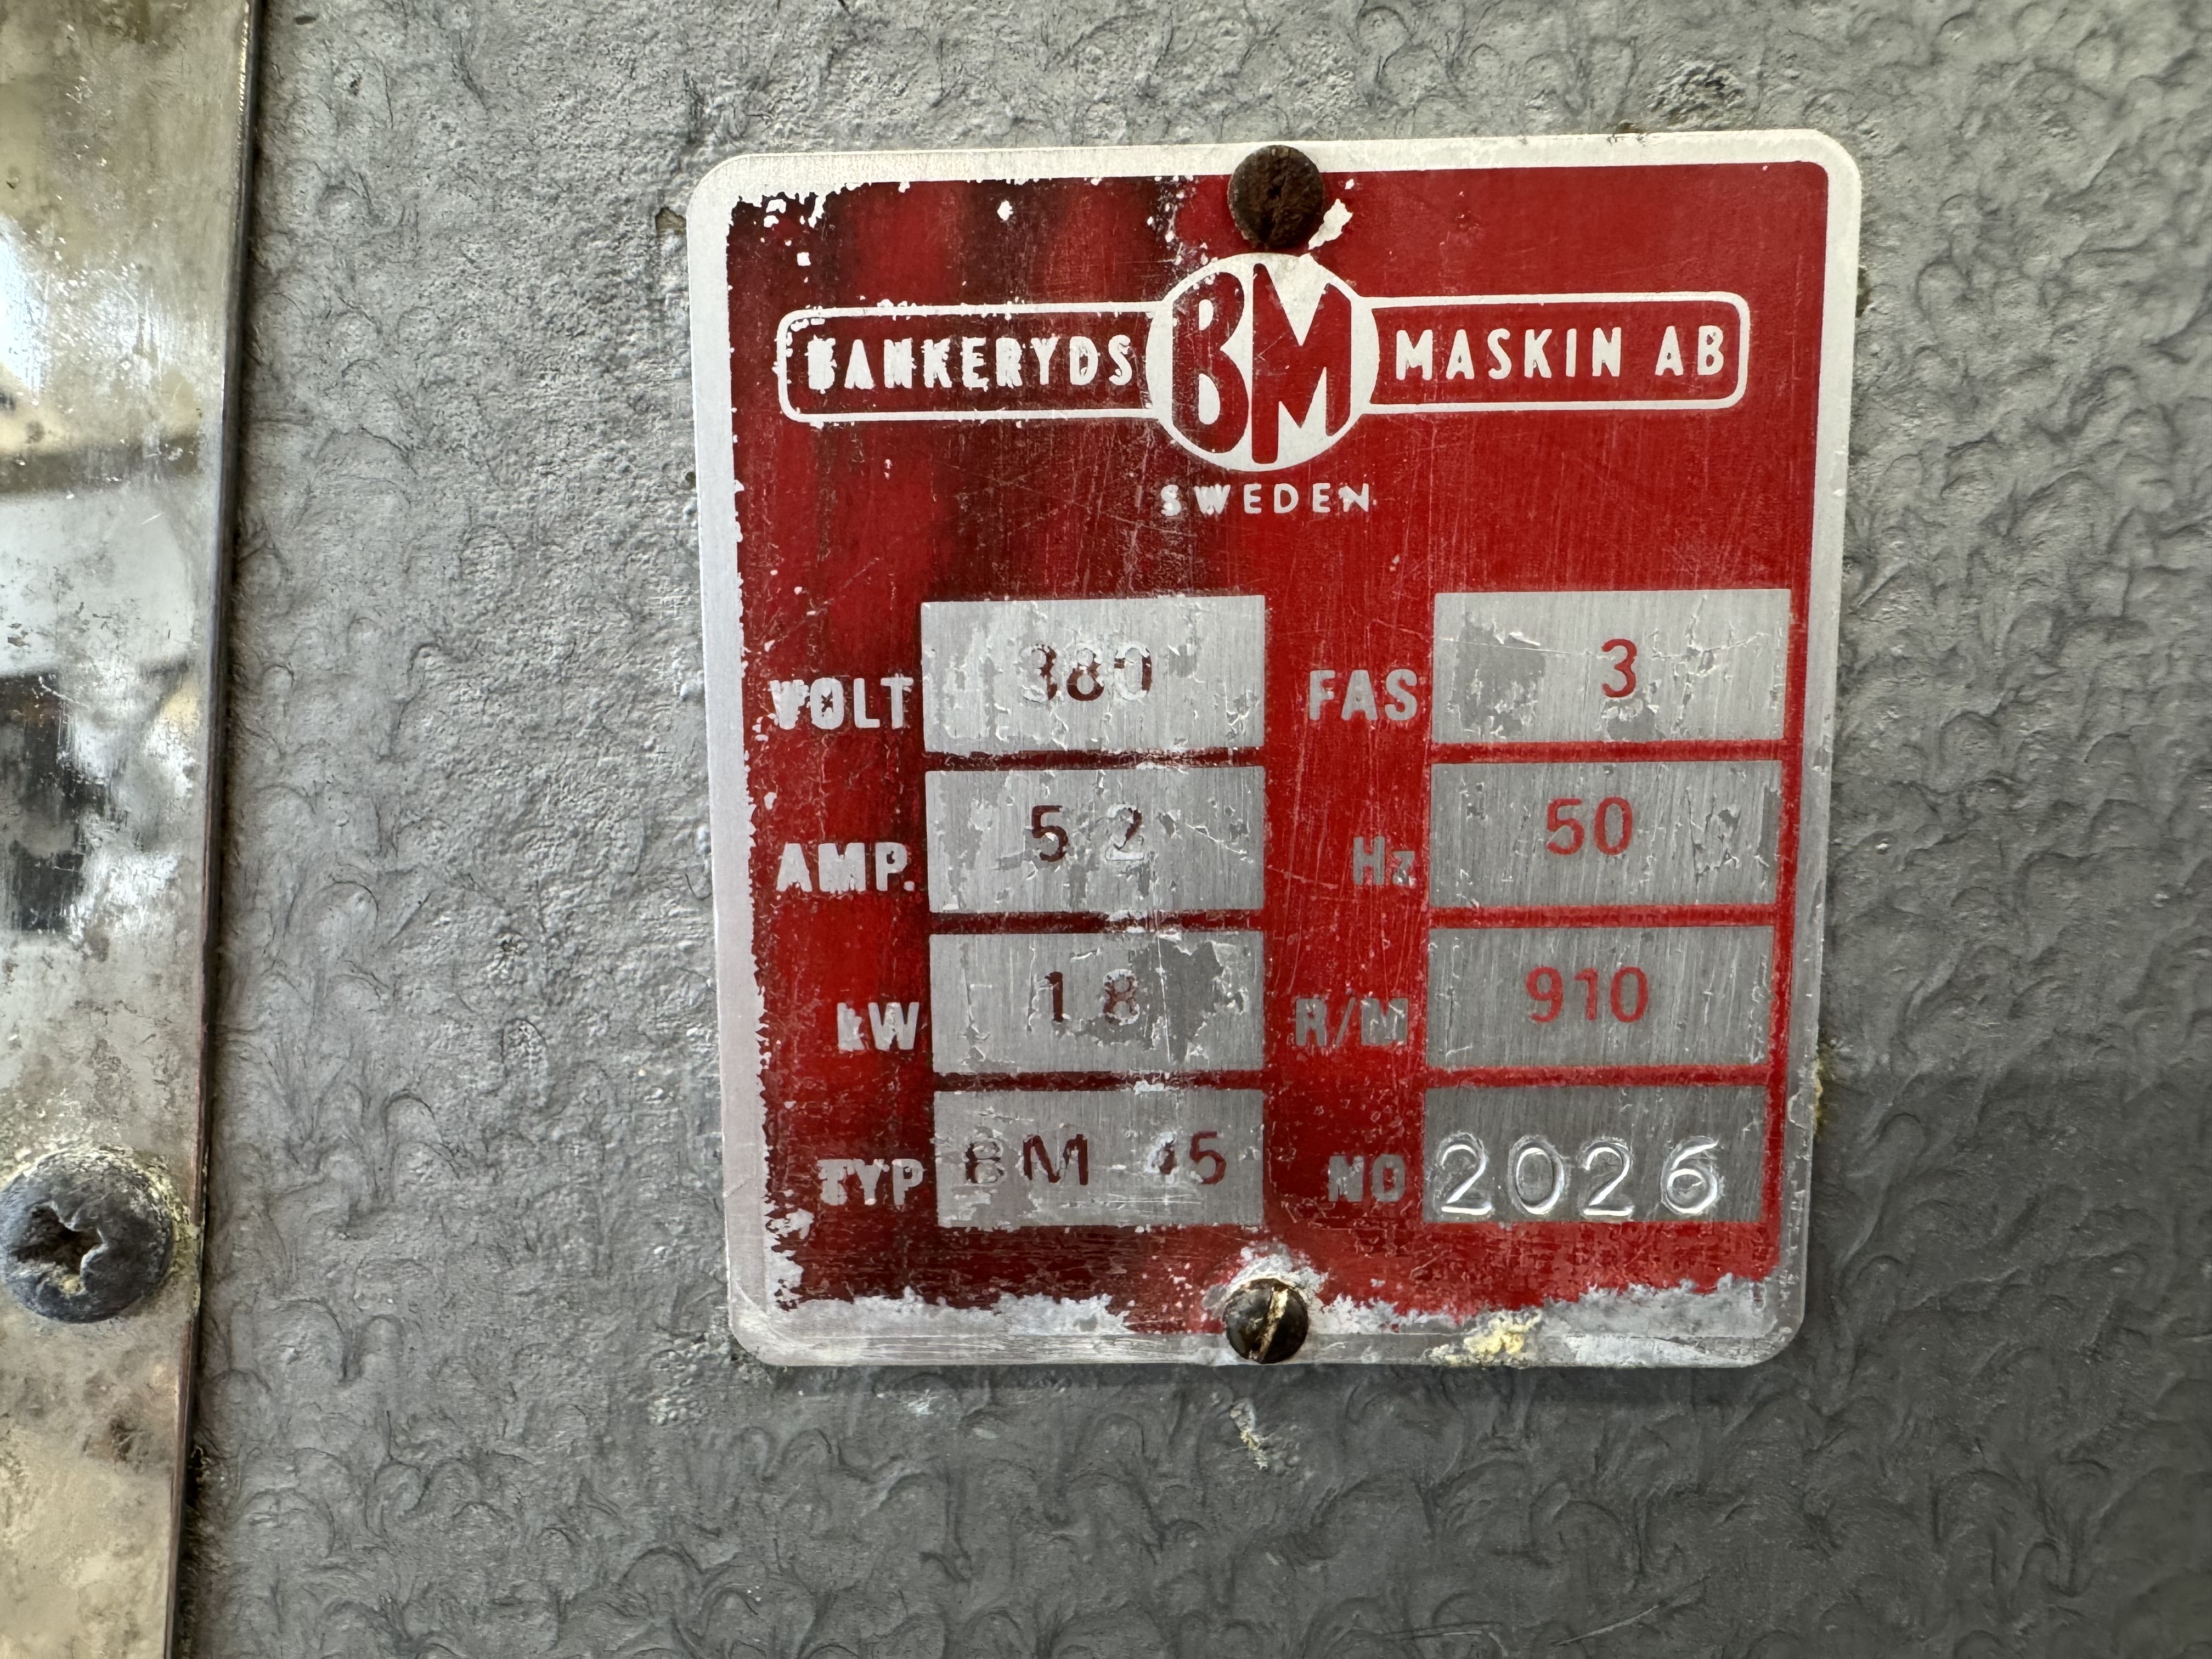 BANKERYDS BM MASKIN AB
SWEDEN
VOLT 380 FAS 3
AMP. 5 2 Hz 50
kW 1 8 R/M 910
TYP BM NO 2026